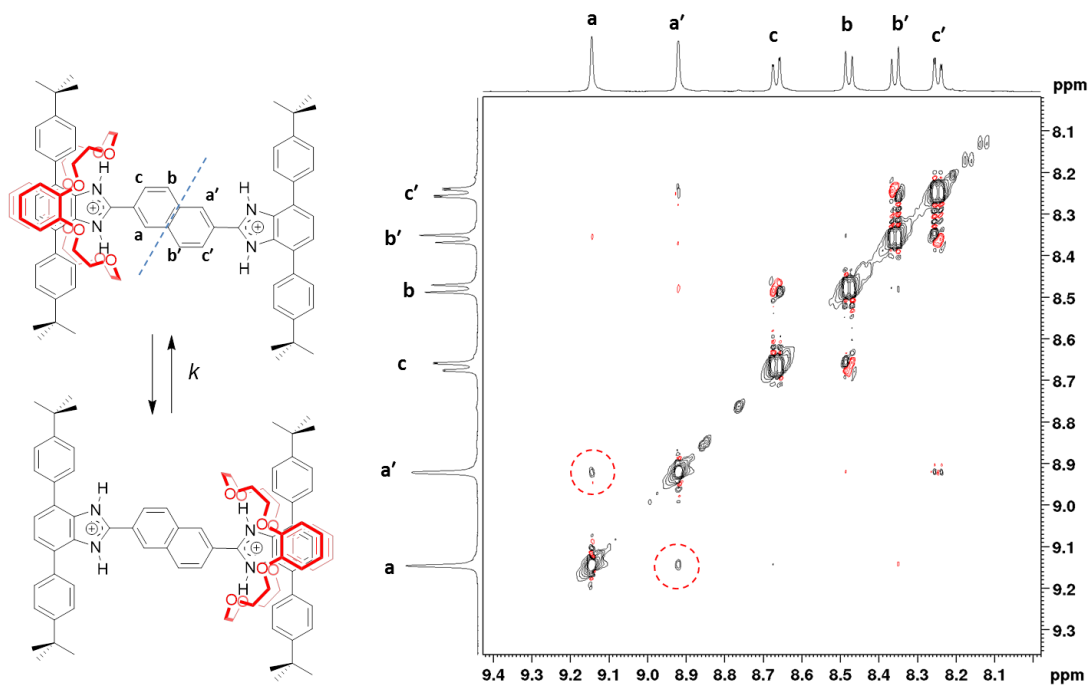 a a′ c b b′ c′
ppm
H
O O
O O
N
c b
a′
H
N
+
+
a
N
b′ c′
N
H
O O
O O
H
k
H
N
+
N
H
O O
H
O
N
O
+
N
O
H
O
O O
c′
b′
b
c
a′
a
8.1
8.2
8.3
8.4
8.5
8.6
8.7
8.8
8.9
9.0
9.1
9.2
9.3
9.4 9.3 9.2 9.1 9.0 8.9 8.8 8.7 8.6 8.5 8.4 8.3 8.2 8.1 ppm